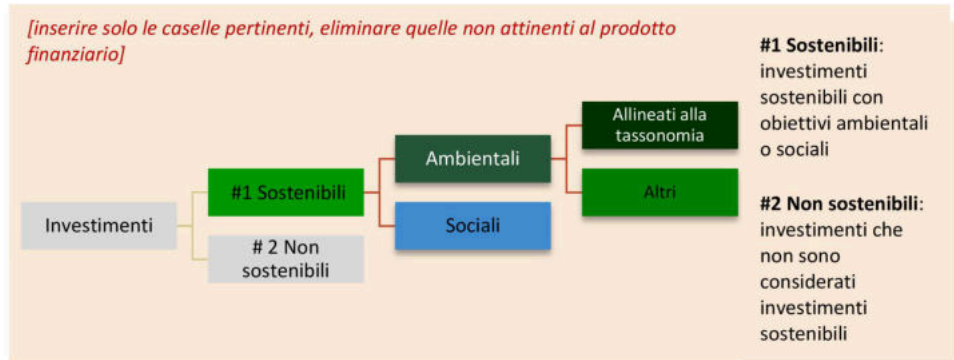 [inserire solo le caselle pertinenti, eliminare quelle non attinenti al prodotto
finanziario]
Investimenti
#1 Sostenibili
# 2 Non
sostenibili
Ambientali
Sociali
Allineati alla
tassonomia
Altri
#1 Sostenibili:
investimenti
sostenibili con
obiettivi ambientali
o sociali
#2 Non sostenibili:
investimenti che
non sono
considerati
investimenti
sostenibili